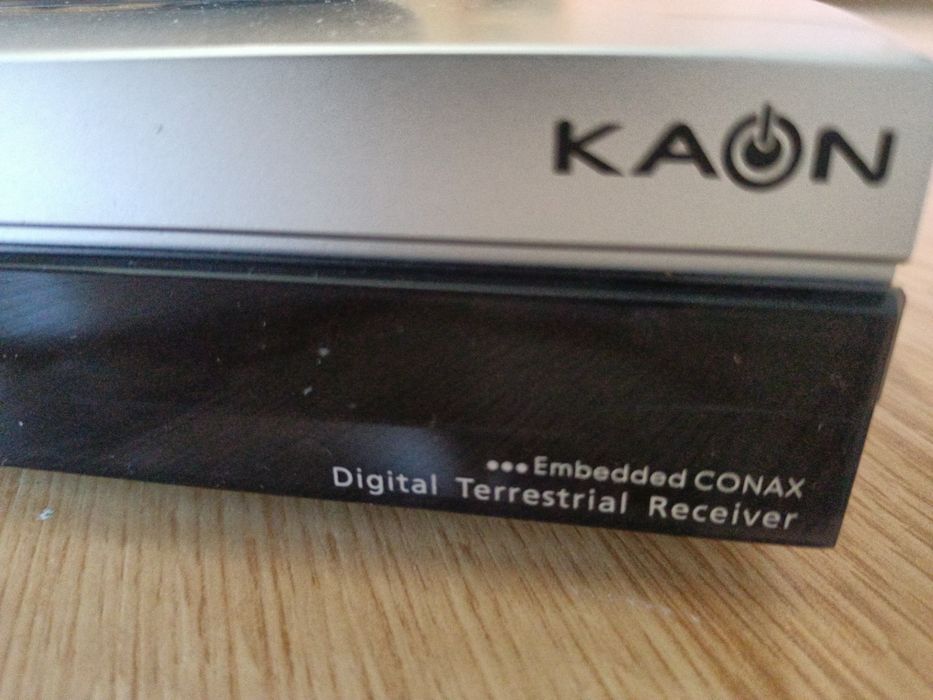 KAON
•••Embedded CONAX
Digital Terrestrial Receiver